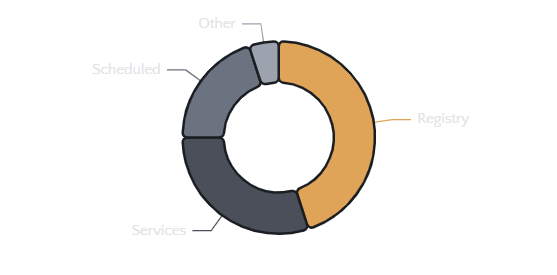 Other
Scheduled
Registry
Services